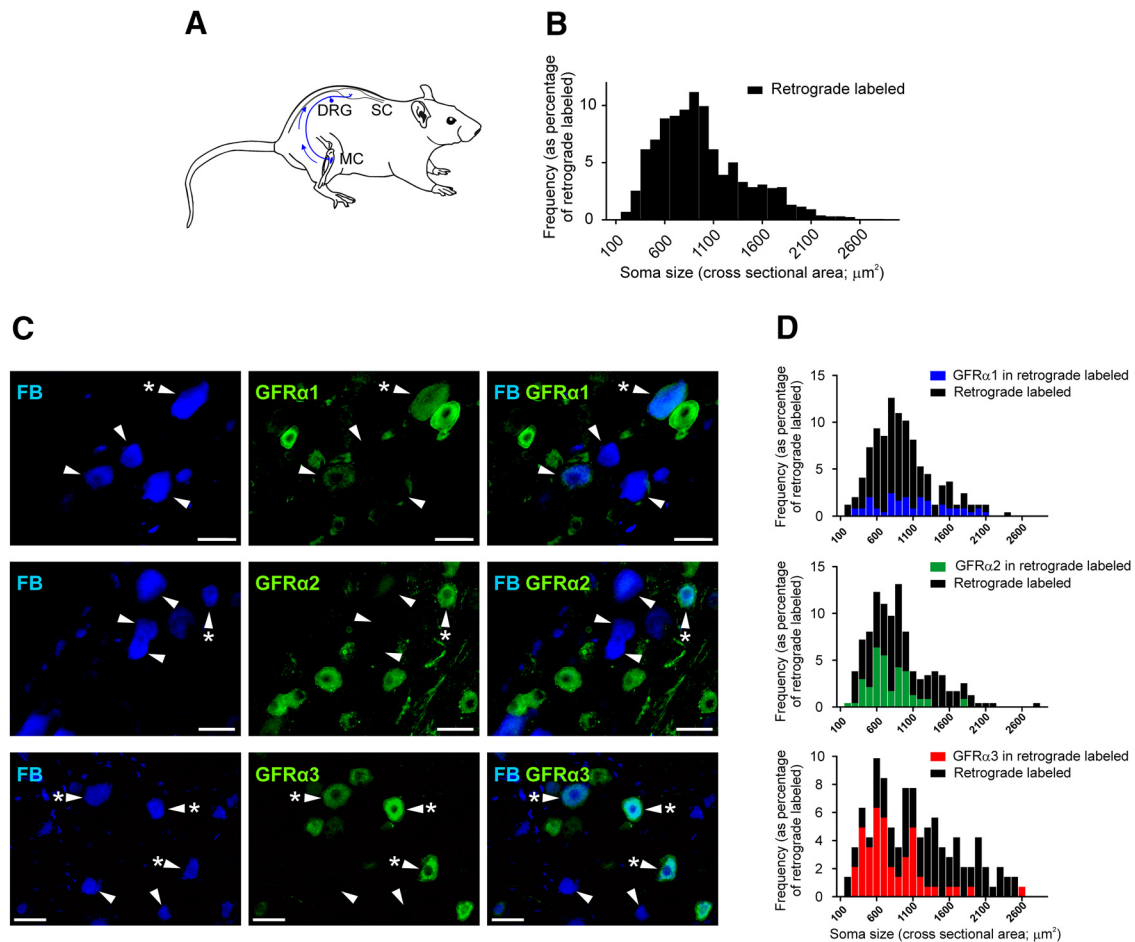 A
DRG
SC
MC
B
Frequency (as percentage
of retrograde labeled)
Retrograde labeled
10
5
0
100
600
1100
1600
2100
2600
Soma size (cross sectional area; μm²)
C
FB
*
GFRα1
*
FB GFRα1
*
FB
*
GFRα2
*
FB GFRα2
*
FB
*
*
*
GFRα3
*
*
*
FB GFRα3
*
*
*
D
Frequency (as percentage
of retrograde labeled)
GFRα1 in retrograde labeled
Retrograde labeled
15
10
5
0
100
600
1100
1600
2100
2600
Frequency (as percentage
of retrograde labeled)
GFRα2 in retrograde labeled
Retrograde labeled
15
10
5
0
100
600
1100
1600
2100
2600
Frequency (as percentage
of retrograde labeled)
GFRα3 in retrograde labeled
Retrograde labeled
10
8
6
4
2
0
100
600
1100
1600
2100
2600
Soma size (cross sectional area; μm²)